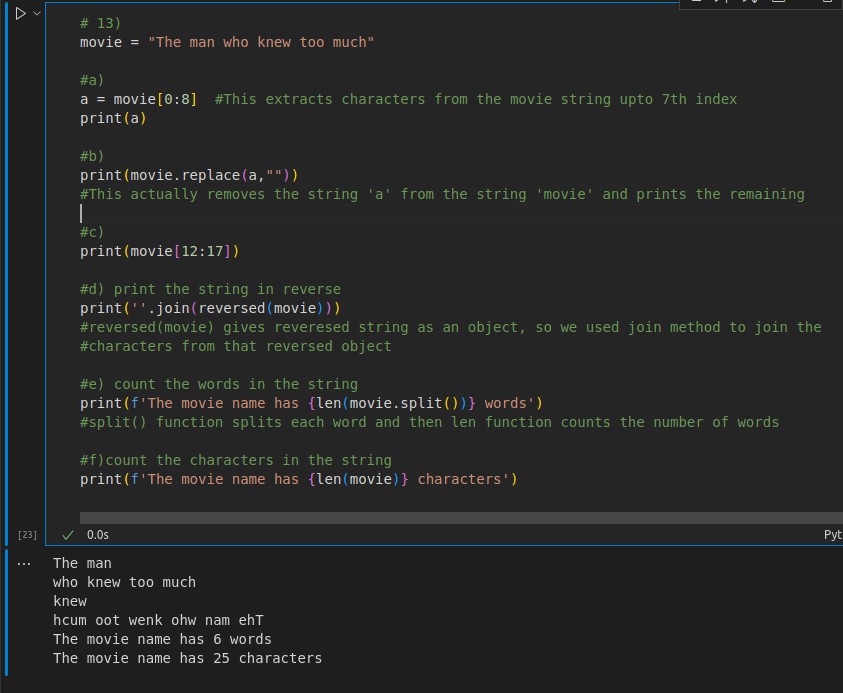 # 13)
movie = "The man who knew too much"
#a)
a = movie[0:8]  #This extracts characters from the movie string upto 7th index
print(a)
#b)
print(movie.replace(a,""))
#This actually removes the string 'a' from the string 'movie' and prints the remaining
#c)
print(movie[12:17])
#d) print the string in reverse
print(''.join(reversed(movie)))
#reversed(movie) gives reveresed string as an object, so we used join method to join the
#characters from that reversed object
#e) count the words in the string
print(f'The movie name has {len(movie.split())} words')
#split() function splits each word and then len function counts the number of words
#f)count the characters in the string
print(f'The movie name has {len(movie)} characters')
[23]
0.0s
Pyt
...
The man
who knew too much
knew
hcum oot wenk ohw nam ehT
The movie name has 6 words
The movie name has 25 characters